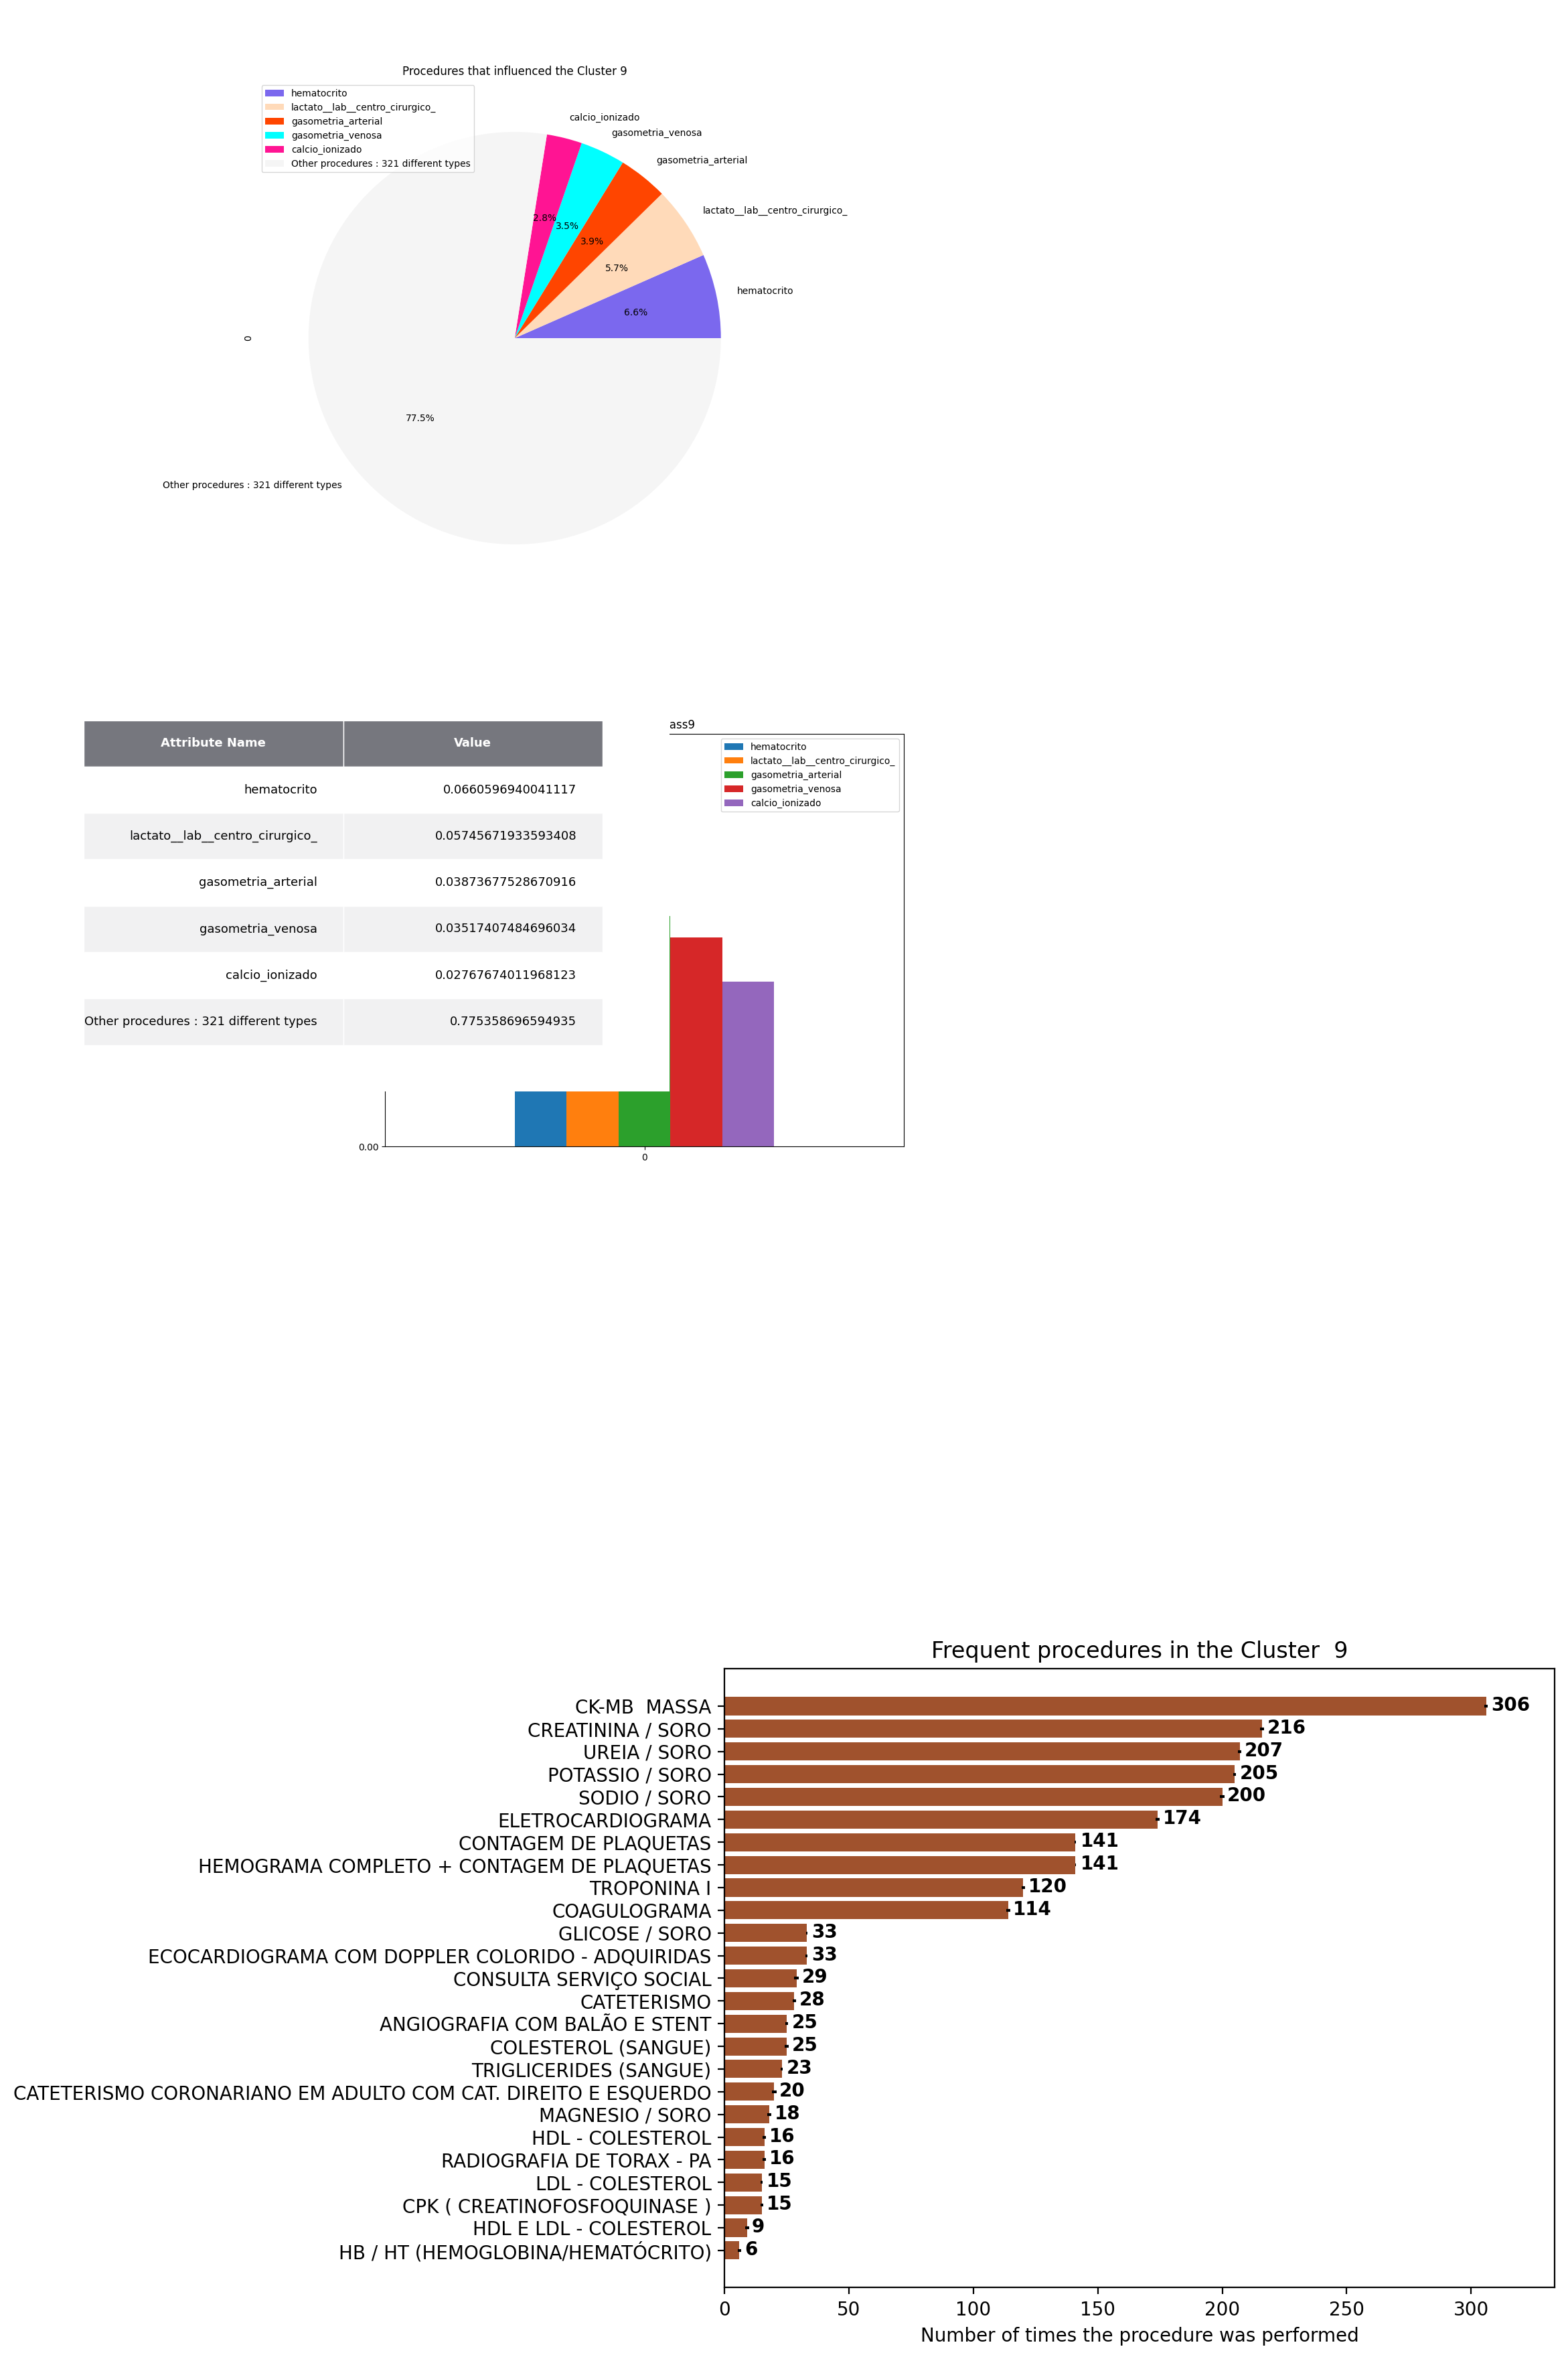 Procedures that influenced the Cluster 9
hematocrito
lactato__lab__centro_cirurgico_
gasometria_arterial
gasometria_venosa
calcio_ionizado
Other procedures : 321 different types
calcio_ionizado
gasometria_venosa
gasometria_arterial
lactato__lab__centro_cirurgico_
hematocrito
2.8%
3.5%
3.9%
5.7%
6.6%
0
77.5%
Other procedures : 321 different types
ass9
Attribute Name Value
hematocrito 0.0660596940041117
lactato__lab__centro_cirurgico_ 0.05745671933593408
gasometria_arterial 0.03873677528670916
gasometria_venosa 0.03517407484696034
calcio_ionizado 0.02767674011968123
Other procedures : 321 different types 0.775358696594935
hematocrito
lactato__lab__centro_cirurgico_
gasometria_arterial
gasometria_venosa
calcio_ionizado
0.00
0
Frequent procedures in the Cluster 9
CK-MB MASSA 306
CREATININA / SORO 216
UREIA / SORO 207
POTASSIO / SORO 205
SODIO / SORO 200
ELETROCARDIOGRAMA 174
CONTAGEM DE PLAQUETAS 141
HEMOGRAMA COMPLETO + CONTAGEM DE PLAQUETAS 141
TROPONINA I 120
COAGULOGRAMA 114
GLICOSE / SORO 33
ECOCARDIOGRAMA COM DOPPLER COLORIDO - ADQUIRIDAS 33
CONSULTA SERVIÇO SOCIAL 29
CATETERISMO 28
ANGIOGRAFIA COM BALÃO E STENT 25
COLESTEROL (SANGUE) 25
TRIGLICERIDES (SANGUE) 23
CATETERISMO CORONARIANO EM ADULTO COM CAT. DIREITO E ESQUERDO 20
MAGNESIO / SORO 18
HDL - COLESTEROL 16
RADIOGRAFIA DE TORAX - PA 16
LDL - COLESTEROL 15
CPK ( CREATINOFOSFOQUINASE ) 15
HDL E LDL - COLESTEROL 9
HB / HT (HEMOGLOBINA/HEMATÓCRITO) 6
0 50 100 150 200 250 300
Number of times the procedure was performed